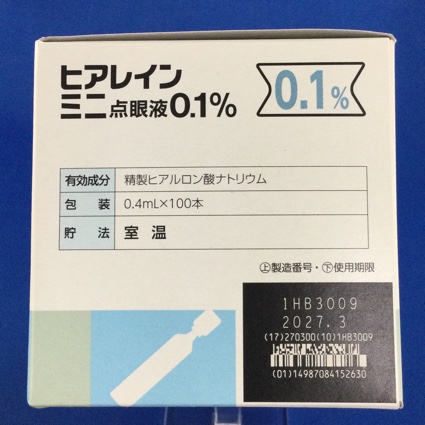 ヒアレイン
ミニ点眼液0.1%
0.1%
有効成分 精製ヒアルロン酸ナトリウム
包装 0.4mL×100本
貯法 室温
㊤製造番号・㊦使用期限
1HB3009
2027.3
(17)270300(10)1HB3009
(01)14987084152630